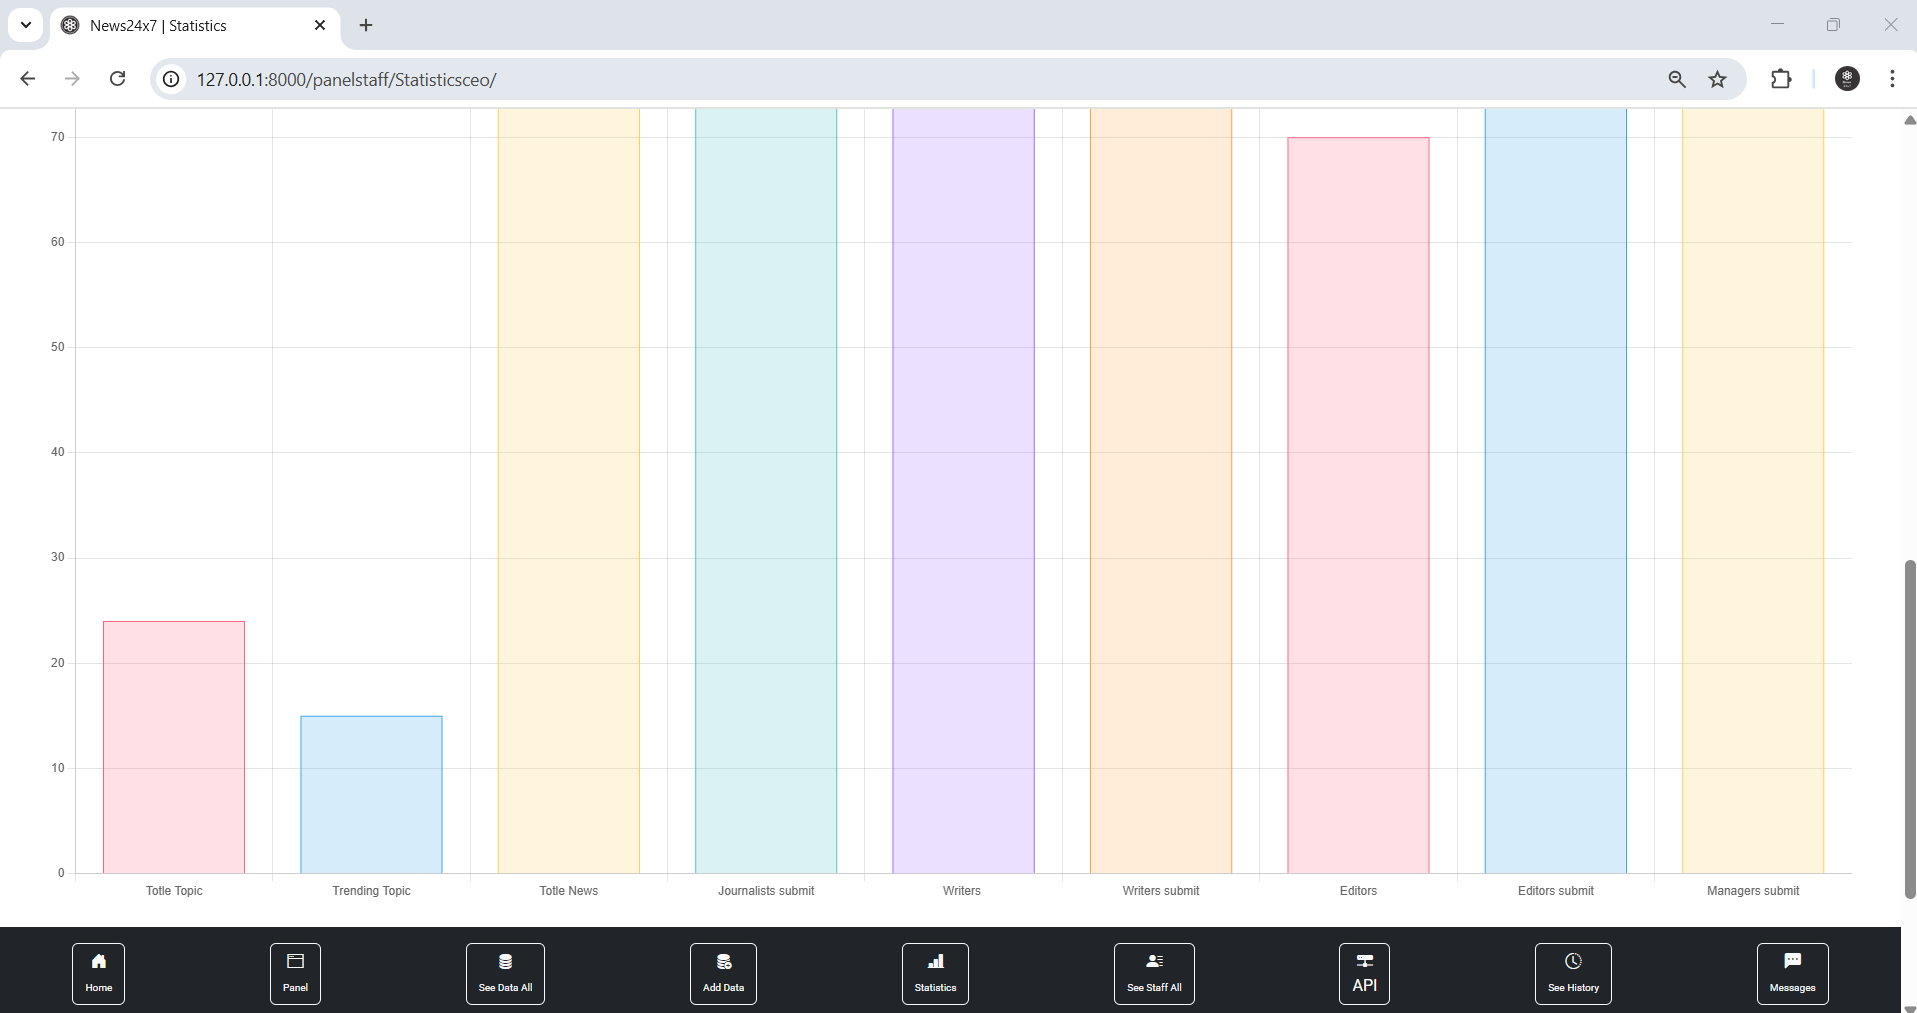 News24x7 | Statistics
127.0.0.1:8000/panelstaff/Statisticsceo/
70
60
50
40
30
20
10
0
Totle Topic
Trending Topic
Totle News
Journalists submit
Writers
Writers submit
Editors
Editors submit
Managers submit
Home
Panel
See Data All
Add Data
Statistics
See Staff All
API
See History
Messages